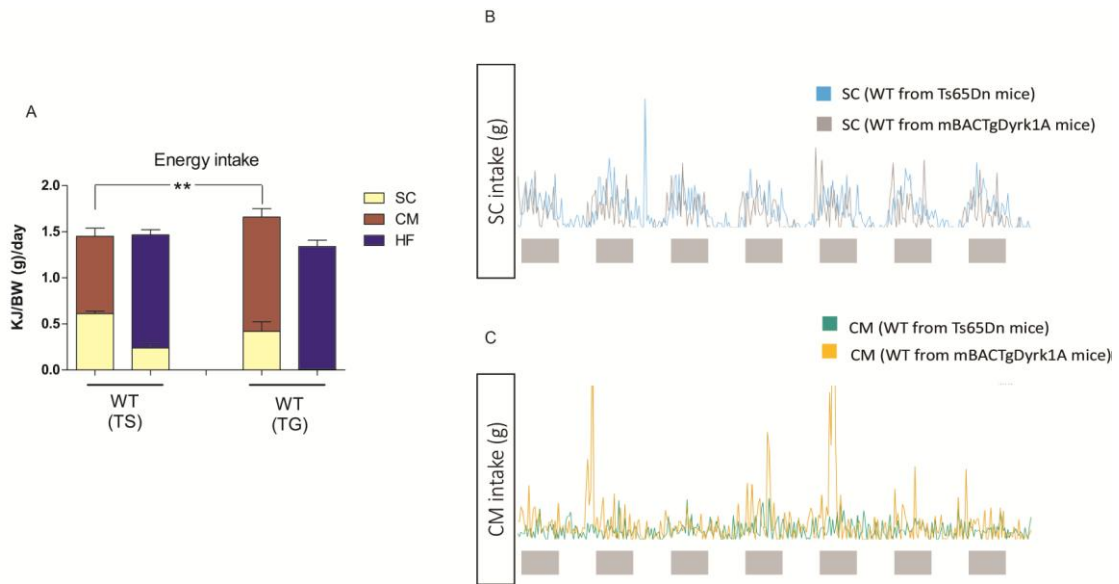 A
Energy intake
**
KJ/BW (g)/day
2.0
1.5
1.0
0.5
0.0
SC
CM
HF
WT
(TS)
WT
(TG)
B
SC intake (g)
SC (WT from Ts65Dn mice)
SC (WT from mBACTgDyrk1A mice)
C
CM intake (g)
CM (WT from Ts65Dn mice)
CM (WT from mBACTgDyrk1A mice)